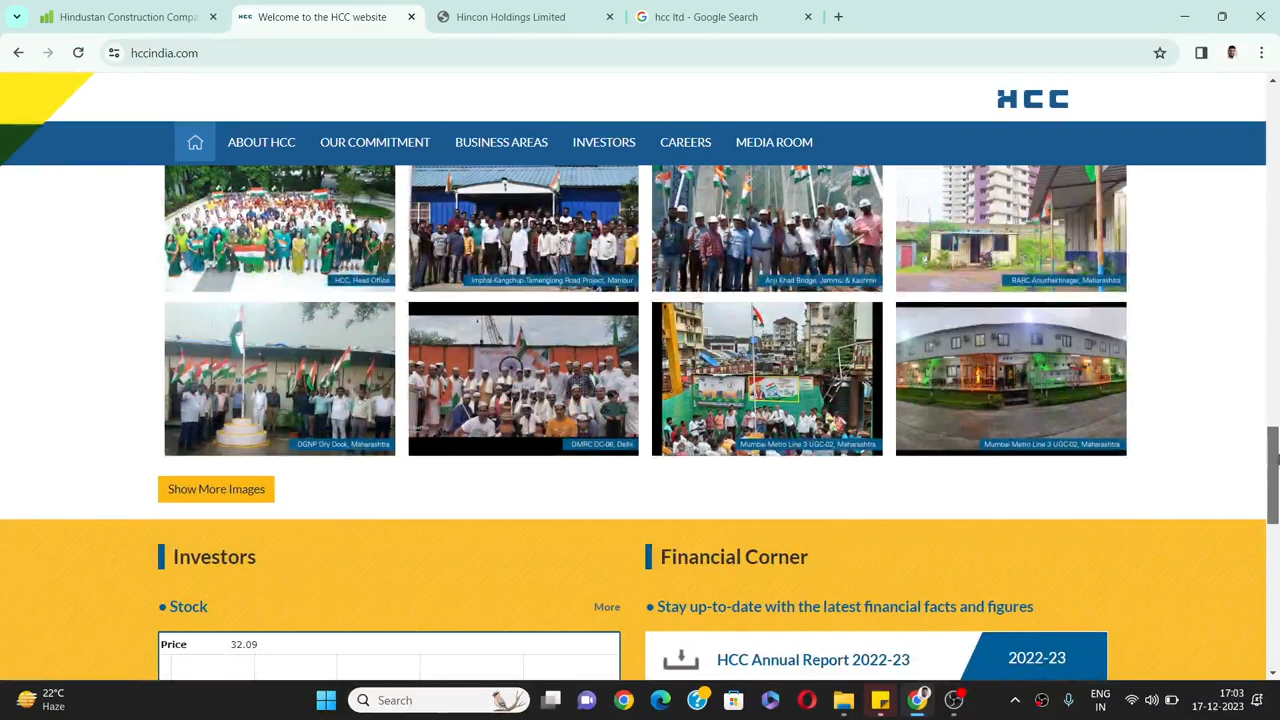 Hindustan Construction Compa
Welcome to the HCC website
Hincon Holdings Limited
hcc ltd - Google Search
hccindia.com
HCC
ABOUT HCC
OUR COMMITMENT
BUSINESS AREAS
INVESTORS
CAREERS
MEDIA ROOM
HCC, Head Office
Imphal-Kangchup-Tamenglong Road Project, Manipur
Anji Khad Bridge, Jammu & Kashmir
BARC Anushaktinagar, Maharashtra
DGNP Dry Dock, Maharashtra
DMRC DC-06, Delhi
Mumbai Metro Line 3 UGC-02, Maharashtra
Mumbai Metro Line 3 UGC-02, Maharashtra
Show More Images
Investors
Financial Corner
• Stock
More
• Stay up-to-date with the latest financial facts and figures
Price 32.09
HCC Annual Report 2022-23
2022-23
22°C
Haze
Search
ENG
IN
17:03
17-12-2023